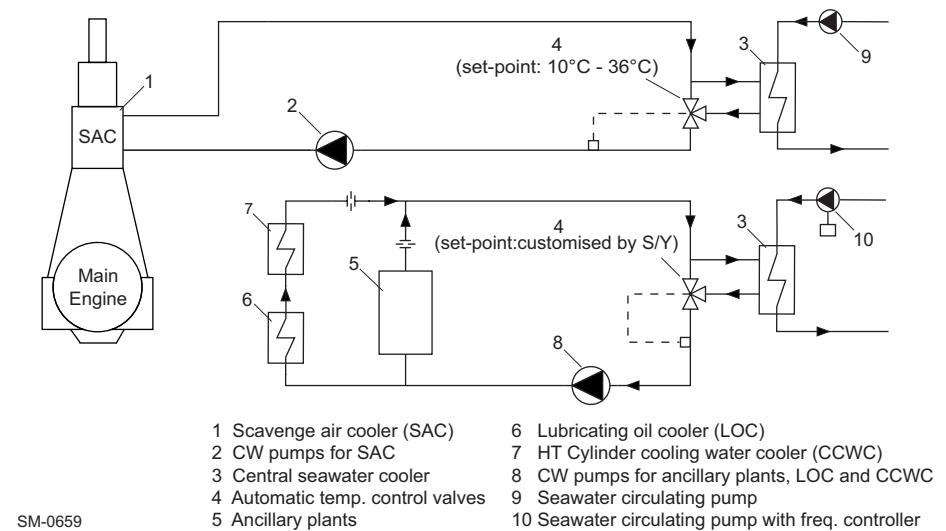 4
(set-point: 10°C - 36°C)
3
9
1
SAC
2
7
4
(set-point:customised by S/Y)
3
10
5
Main
Engine
6
8
1 Scavenge air cooler (SAC)
2 CW pumps for SAC
3 Central seawater cooler
4 Automatic temp. control valves
5 Ancillary plants
6 Lubricating oil cooler (LOC)
7 HT Cylinder cooling water cooler (CCWC)
8 CW pumps for ancillary plants, LOC and CCWC
9 Seawater circulating pump
10 Seawater circulating pump with freq. controller
SM-0659